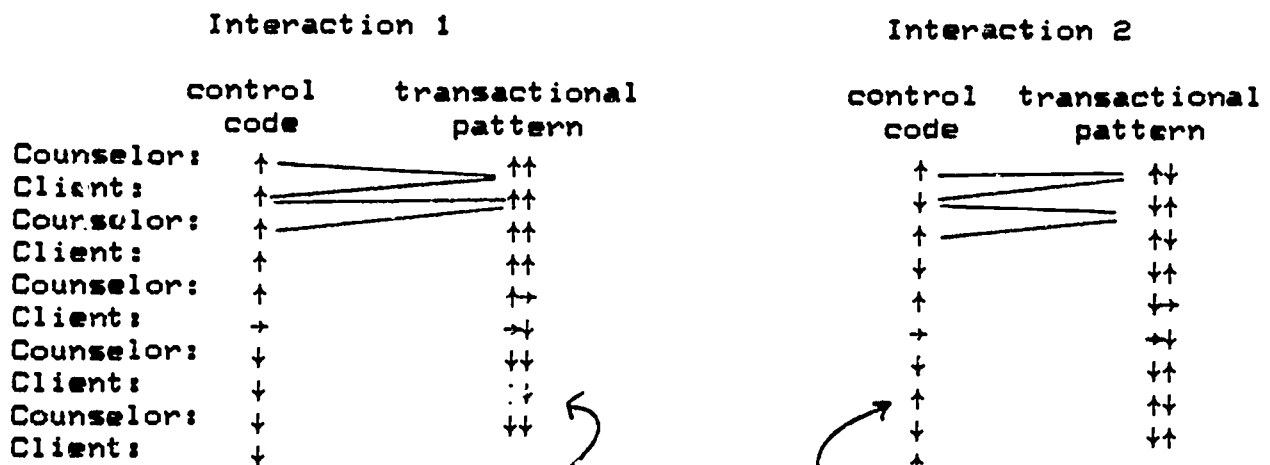 Interaction 1 Interaction 2
control transactional control transactional
code pattern code pattern
Counselor: ↑ ↑↑ ↑ ↑↓
Client: ↑ ↑↑ ↓ ↓↑
Counselor: ↑ ↑↑ ↑ ↑↓
Client: ↑ ↑↑ ↓ ↓↑
Counselor: ↑ ↑→ ↑ ↓→
Client: → →↓ → →↓
Counselor: ↓ ↓↓ ↓ ↓↑
Client: ↓ ↑ ↑↓
Counselor: ↓ ↓↓ ↓ ↓↑
Client: ↓ ↑